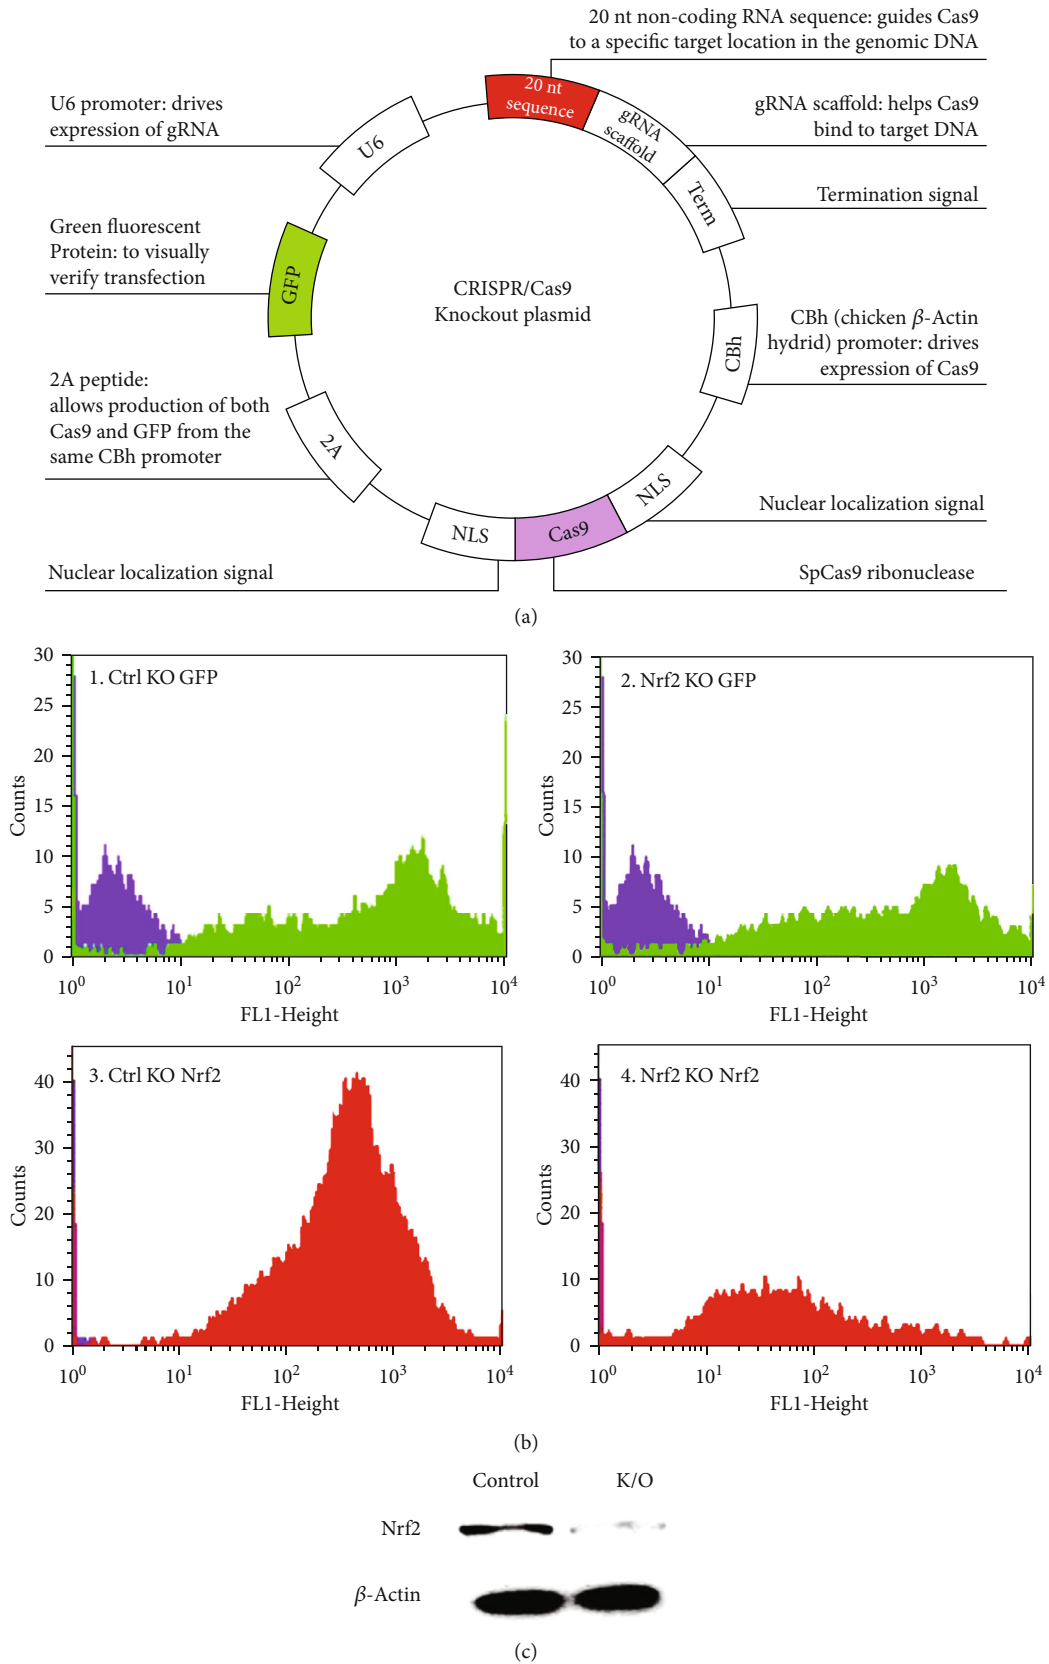 20 nt non-coding RNA sequence: guides Cas9
to a specific target location in the genomic DNA
U6 promoter: drives
expression of gRNA
20 nt
sequence
gRNA
scaffold
gRNA scaffold: helps Cas9
bind to target DNA
U6
Term
Termination signal
Green fluorescent
Protein: to visually
verify transfection
GFP
CRISPR/Cas9
Knockout plasmid
CBh
CBh (chicken β-Actin
hydrid) promoter: drives
expression of Cas9
2A peptide:
allows production of both
Cas9 and GFP from the
same CBh promoter
2A
NLS
Nuclear localization signal
NLS
Cas9
Nuclear localization signal
SpCas9 ribonuclease
(a)
1. Ctrl KO GFP
Counts
30
25
20
15
10
5
0
10⁰ 10¹ 10² 10³ 10⁴
FL1-Height
2. Nrf2 KO GFP
Counts
30
25
20
15
10
5
0
10⁰ 10¹ 10² 10³ 10⁴
FL1-Height
3. Ctrl KO Nrf2
Counts
40
30
20
10
0
10⁰ 10¹ 10² 10³ 10⁴
FL1-Height
4. Nrf2 KO Nrf2
Counts
40
30
20
10
0
10⁰ 10¹ 10² 10³ 10⁴
FL1-Height
(b)
Control K/O
Nrf2
β-Actin
(c)